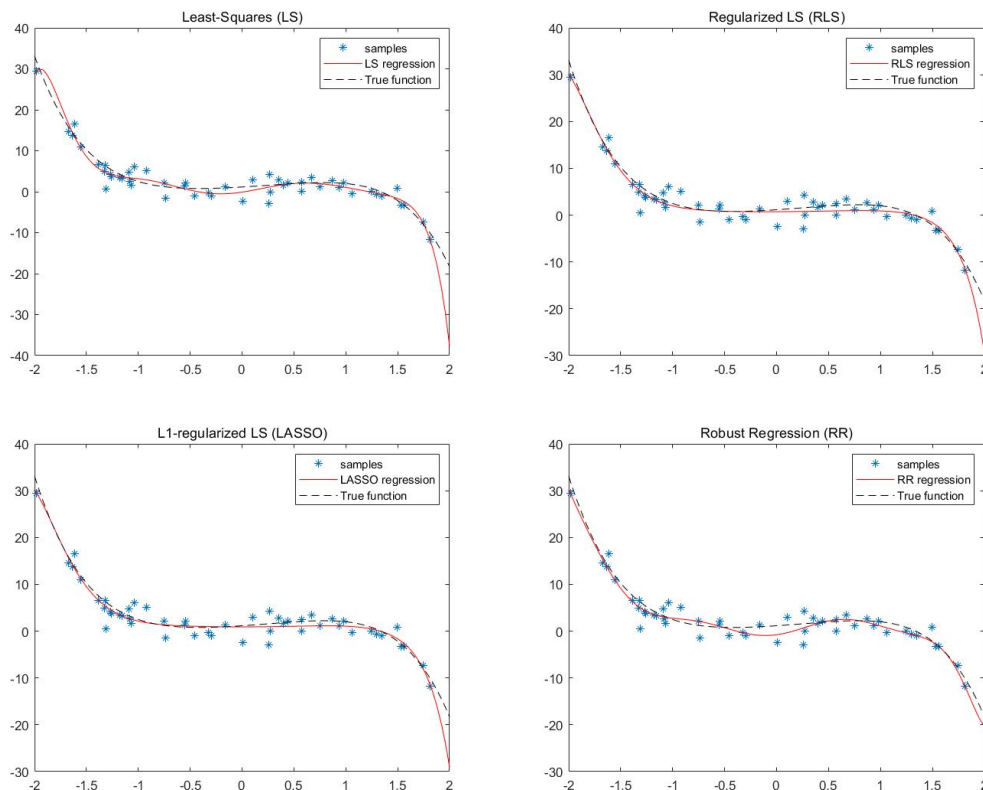 Least-Squares (LS)
40
30
20
10
0
-10
-20
-30
-40
-2 -1.5 -1 -0.5 0 0.5 1 1.5 2
samples
LS regression
True function
Regularized LS (RLS)
40
30
20
10
0
-10
-20
-30
-2 -1.5 -1 -0.5 0 0.5 1 1.5 2
samples
RLS regression
True function
L1-regularized LS (LASSO)
40
30
20
10
0
-10
-20
-30
-2 -1.5 -1 -0.5 0 0.5 1 1.5 2
samples
LASSO regression
True function
Robust Regression (RR)
40
30
20
10
0
-10
-20
-30
-2 -1.5 -1 -0.5 0 0.5 1 1.5 2
samples
RR regression
True function